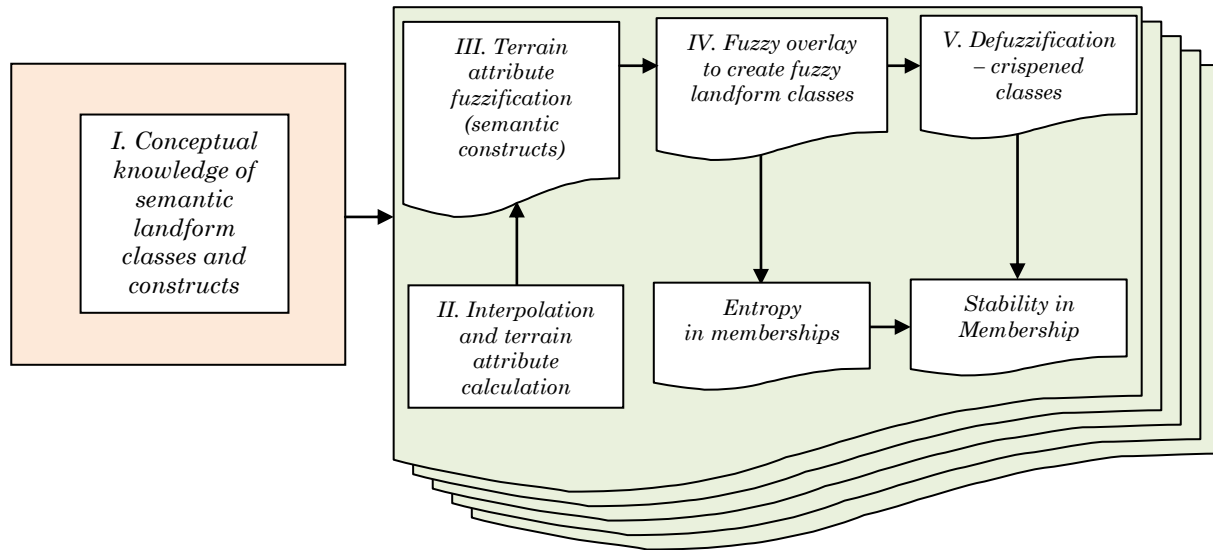 I. Conceptual
knowledge of
semantic
landform
classes and
constructs
III. Terrain
attribute
fuzzification
(semantic
constructs)
IV. Fuzzy overlay
to create fuzzy
landform classes
V. Defuzzification
– crispened
classes
II. Interpolation
and terrain
attribute
calculation
Entropy
in memberships
Stability in
Membership